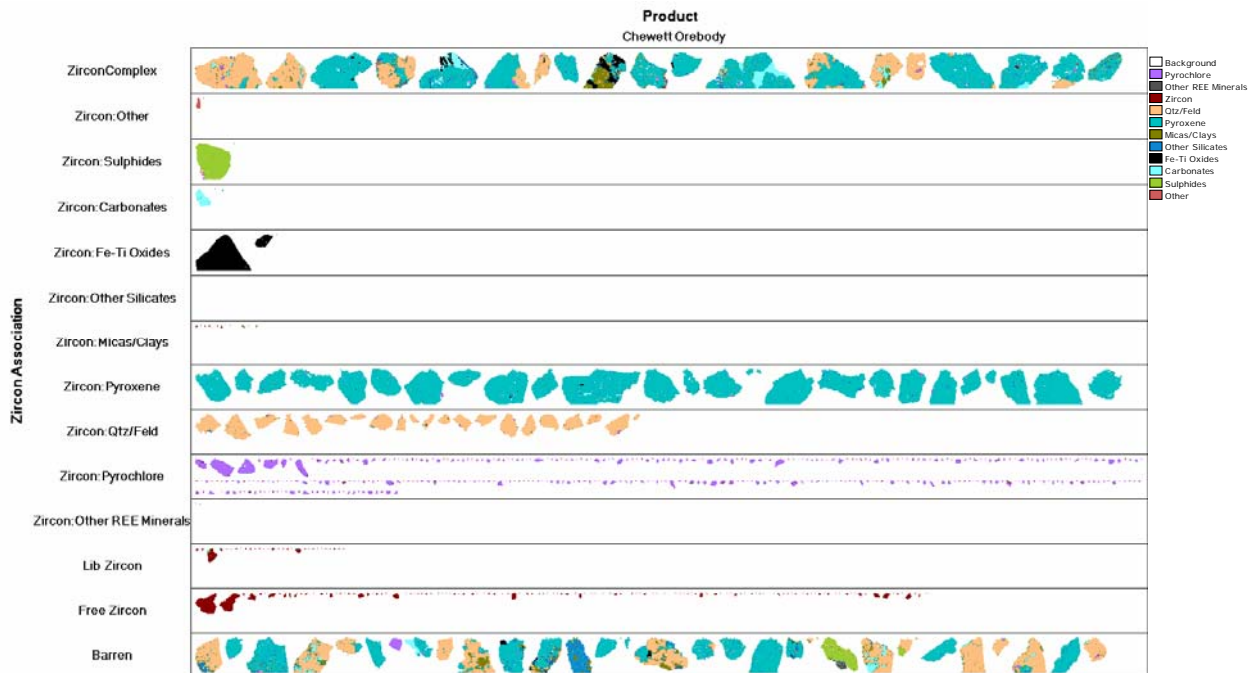 Product
Chewett Orebody
Zircon Association
ZirconComplex
Zircon:Other
Zircon:Sulphides
Zircon:Carbonates
Zircon:Fe-Ti Oxides
Zircon:Other Silicates
Zircon:Micas/Clays
Zircon:Pyroxene
Zircon:Qtz/Feld
Zircon:Pyrochlore
Zircon:Other REE Minerals
Lib Zircon
Free Zircon
Barren
Background
Pyrochlore
Other REE Minerals
Zircon
Qtz/Feld
Pyroxene
Micas/Clays
Other Silicates
Fe-Ti Oxides
Carbonates
Sulphides
Other